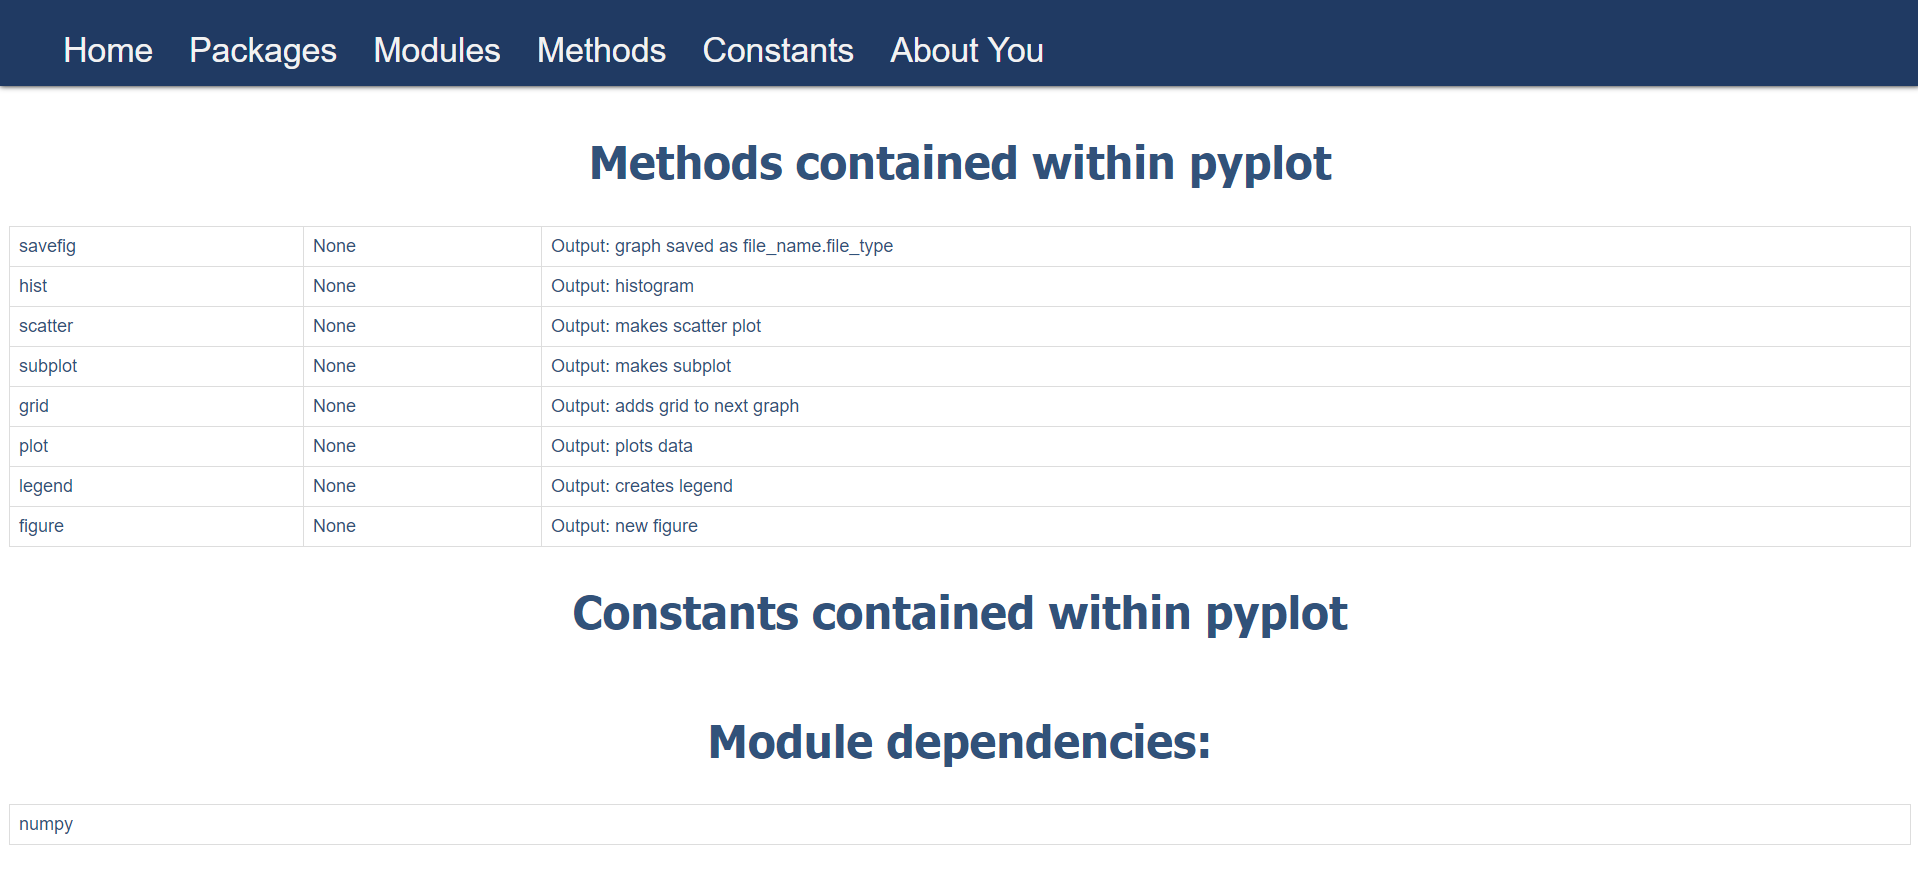 Home Packages Modules Methods Constants About You
Methods contained within pyplot
savefig None Output: graph saved as file_name.file_type
hist None Output: histogram
scatter None Output: makes scatter plot
subplot None Output: makes subplot
grid None Output: adds grid to next graph
plot None Output: plots data
legend None Output: creates legend
figure None Output: new figure
Constants contained within pyplot
Module dependencies:
numpy